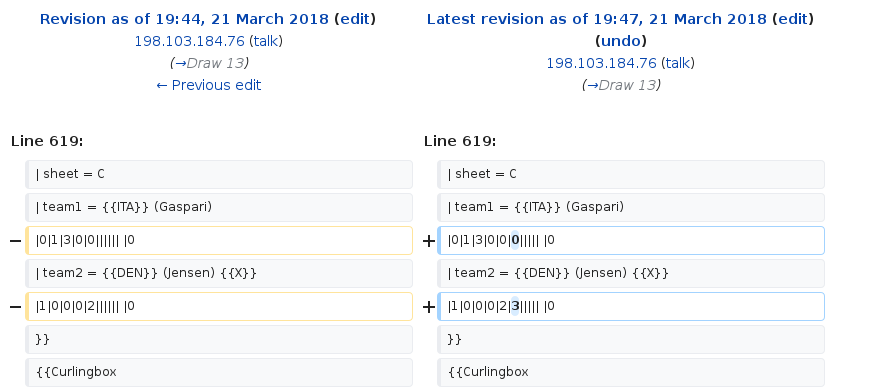 Revision as of 19:44, 21 March 2018 (edit)
198.103.184.76 (talk)
(→Draw 13)
← Previous edit
Latest revision as of 19:47, 21 March 2018 (edit)
(undo)
198.103.184.76 (talk)
(→Draw 13)
Line 619:
Line 619:
| sheet = C
| sheet = C
| team1 = {{ITA}} (Gaspari)
| team1 = {{ITA}} (Gaspari)
− |0|1|3|0|0|||||| |0
+ |0|1|3|0|0|0||||| |0
| team2 = {{DEN}} (Jensen) {{X}}
| team2 = {{DEN}} (Jensen) {{X}}
− |1|0|0|0|2|||||| |0
+ |1|0|0|0|2|3||||| |0
}}
}}
{{Curlingbox
{{Curlingbox